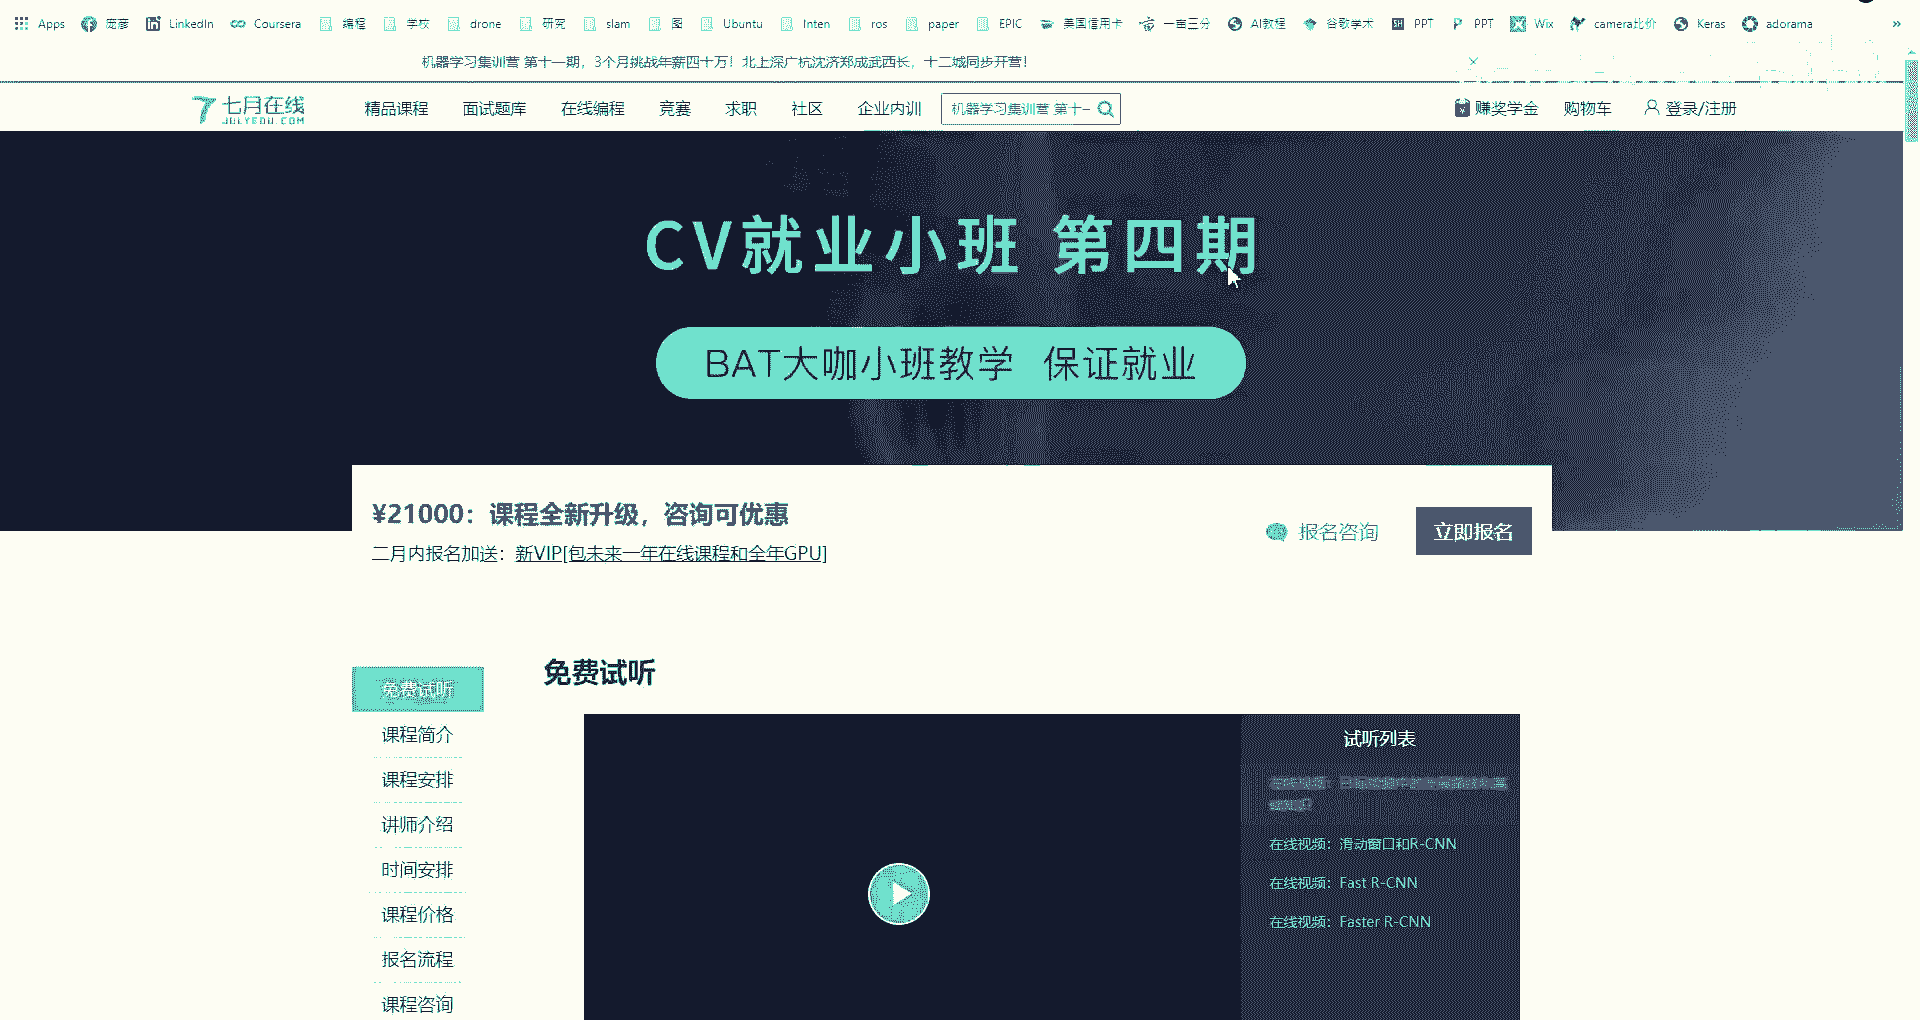 Apps 庞彦 LinkedIn Coursera 编程 学校 drone 研究 slam 图 Ubuntu Inten ros paper EPIC 美国信用卡 一亩三分 AI教程 谷歌学术 PPT PPT Wix camera比价 Keras adorama »
机器学习集训营 第十一期，3个月挑战年薪四十万！北上深广杭沈济郑成武西长，十二城同步开营！
七月在线 精品课程 面试题库 在线编程 竞赛 求职 社区 企业内训 机器学习集训营 第十一 赚奖学金 购物车 登录/注册
JULYEDU.COM
CV就业小班 第四期
BAT大咖小班教学 保证就业
¥21000：课程全新升级，咨询可优惠
报名咨询 立即报名
二月内报名加送：新VIP[包未来一年在线课程和全年GPU]
免费试听
免费试听
课程简介
课程安排
讲师介绍
时间安排
课程价格
报名流程
课程咨询
试听列表
在线视频：滑动窗口和R-CNN
在线视频：Fast R-CNN
在线视频：Faster R-CNN